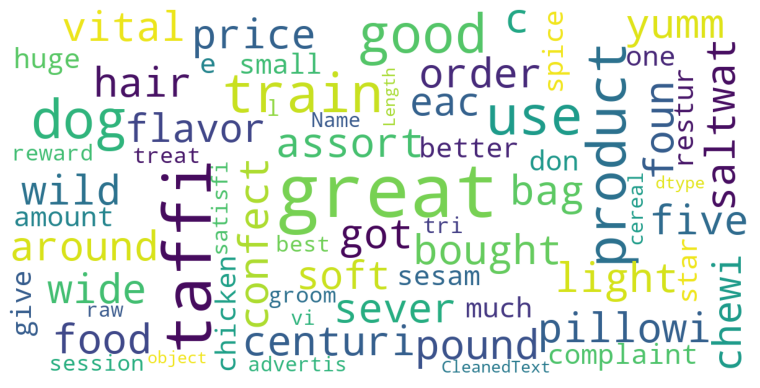 vital
price
good
c
spice
yumm
huge
hair
e
small
order
one
train
l
Length
eac
use
product
foun
restur
saltwat
dog
flavor
Name
assort
better
don
reward
treat
taffi
satisfi
confect
great
bag
cereal
dtype
wild
amount
got
tri
five
around
best
bought
star
wide
soft
sesam
light
chewi
give
raw
chicken
groom
vi
sever
much
pillowi
food
centuri
pound
complaint
session
object
advertis
CleanedText